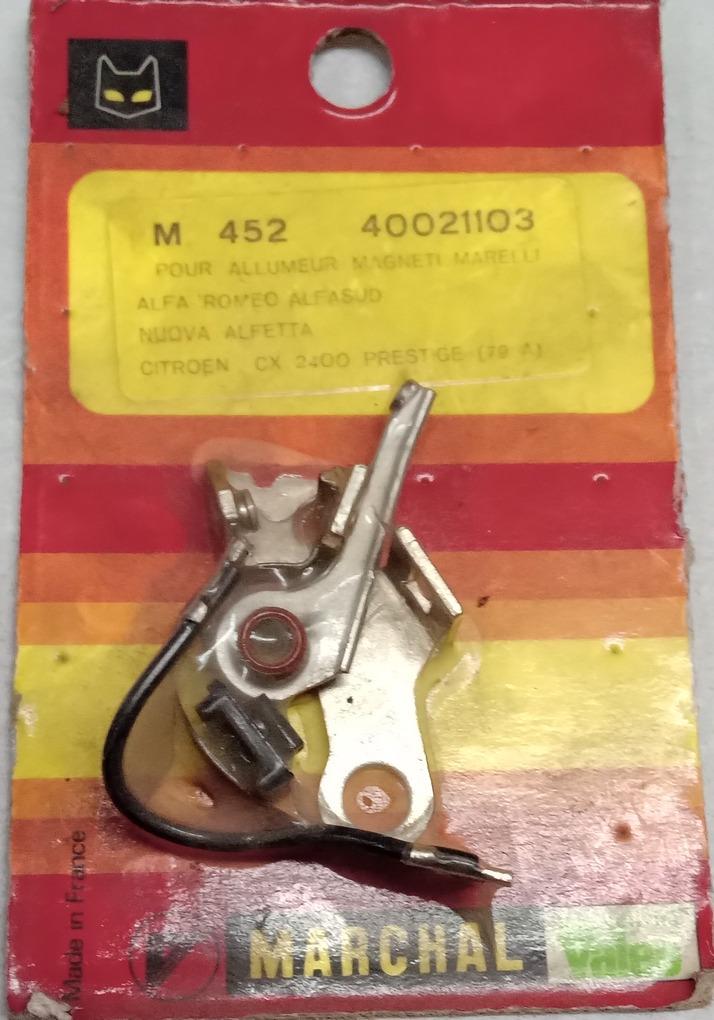 M 452 40021103
POUR ALLUMEUR MAGNETI MARELLI
ALFA ROMEO ALFASUD
NUOVA ALFETTA
CITROEN CX 2400 PRESTIGE (79 A)
Made in France
MARCHAL valeo